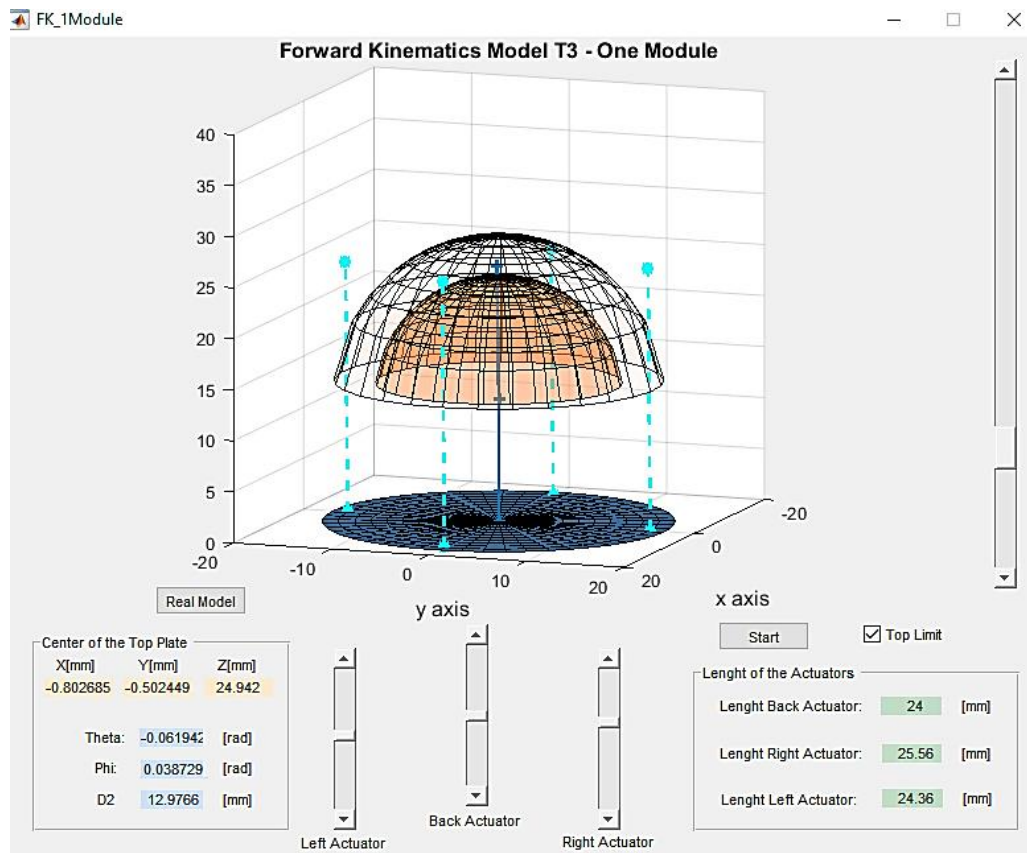 FK_1Module
Forward Kinematics Model T3 - One Module
40
35
30
25
20
15
10
5
0
-20
-10
0
10
20
20
0
-20
y axis
x axis
Real Model
Start
Top Limit
Center of the Top Plate
X[mm] Y[mm] Z[mm]
-0.802685 -0.502449 24.942
Theta: -0.061942 [rad]
Phi: 0.038729 [rad]
D2 12.9766 [mm]
Left Actuator
Back Actuator
Right Actuator
Lenght of the Actuators
Lenght Back Actuator: 24 [mm]
Lenght Right Actuator: 25.56 [mm]
Lenght Left Actuator: 24.36 [mm]